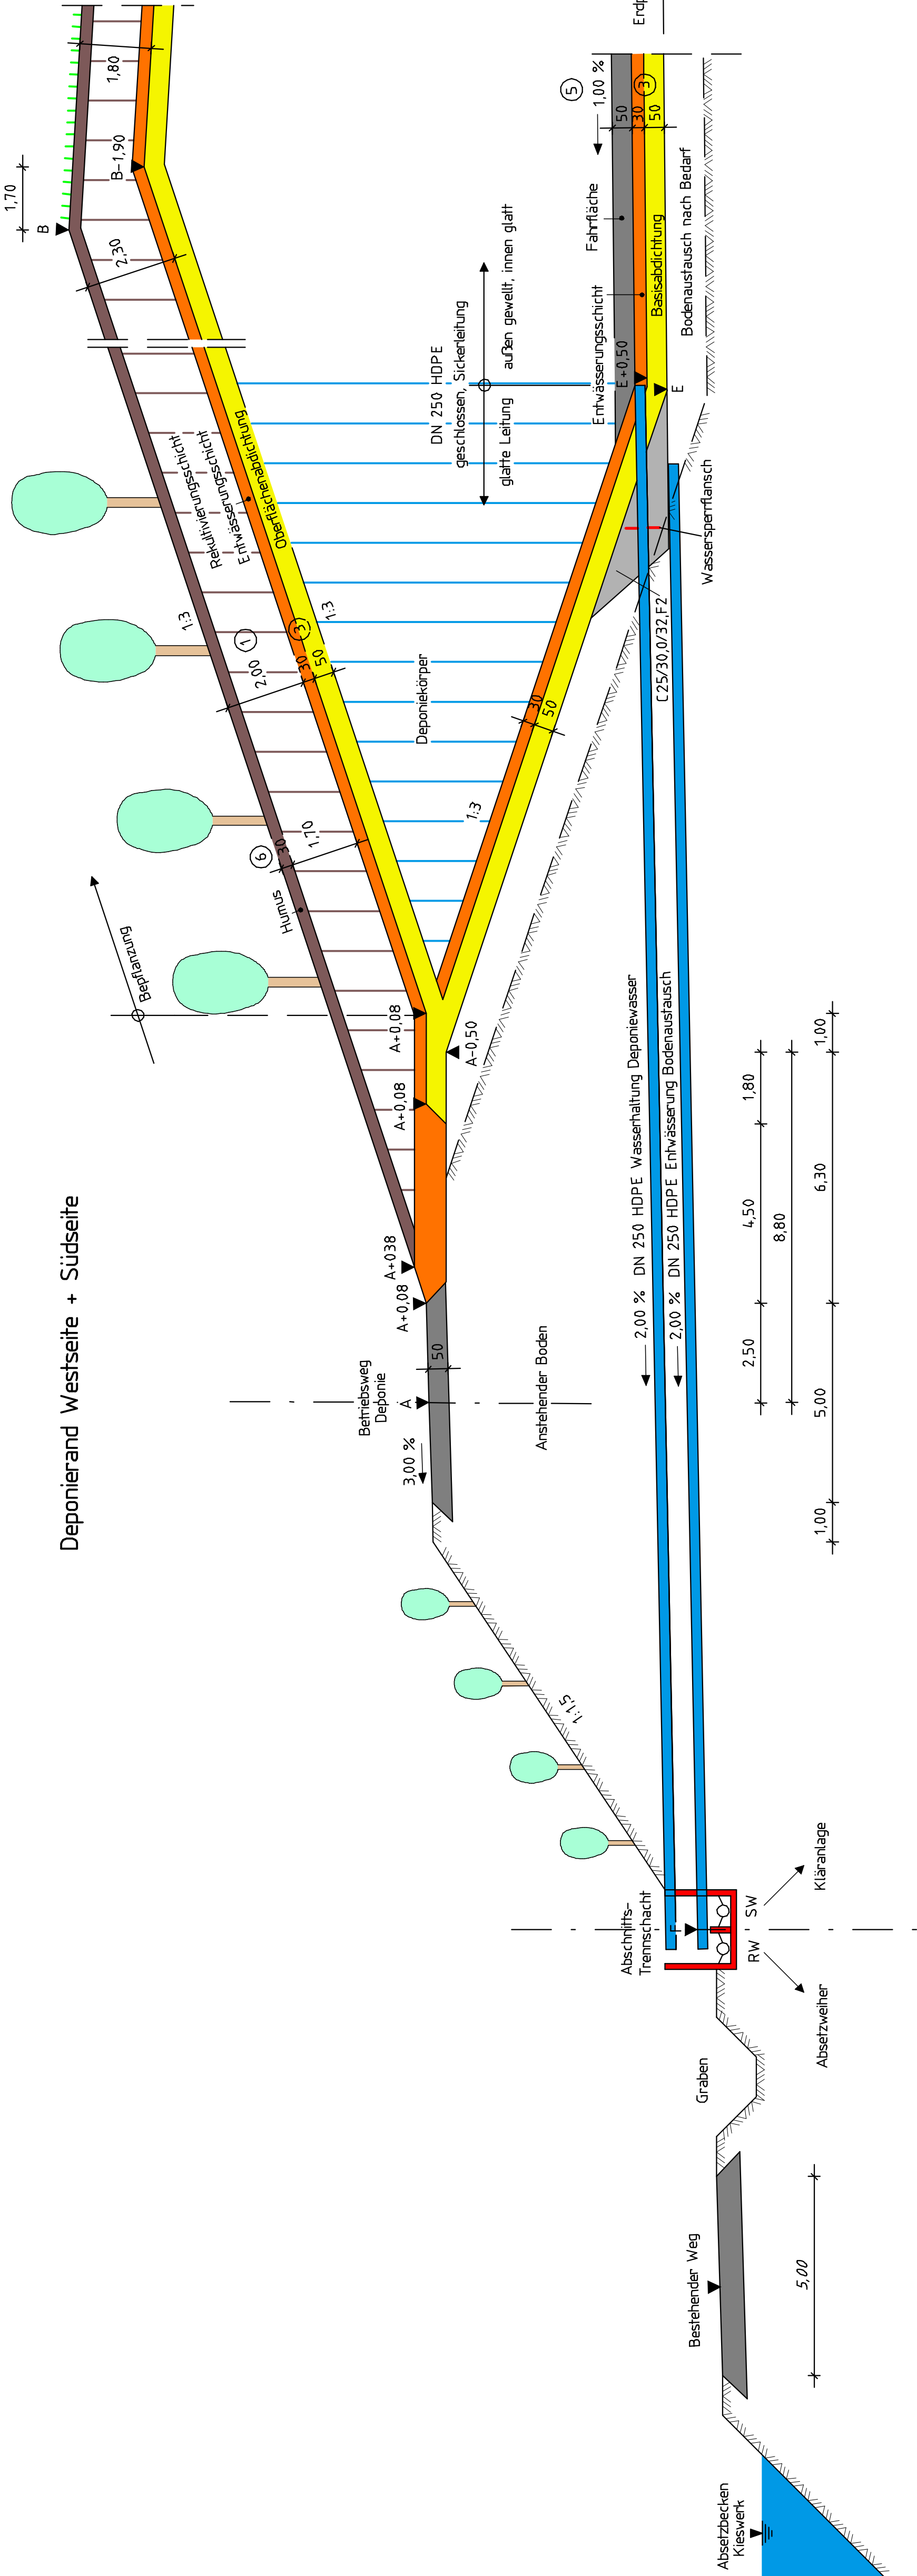 Deponierand Westseite + Südseite
1,70
B
B-1,90
1,80
2,30
Bepflanzung
Humus
6
30
1,70
1:3
2,00
1
30
3
50
1:3
Rekultivierungsschicht
Entwässerungsschicht
Oberflächenabdichtung
Deponiekörper
DN 250 HDPE
geschlossen, Sickerleitung
glatte Leitung
außen gewellt, innen glatt
1:3
30
50
5
1,00 %
Fahrfläche
50
30
3
50
Entwässerungsschicht
E+0,50
Basisabdichtung
E
Bodenaustausch nach Bedarf
Wassersperrflansch
C25/30,0/32,F2
A+0,08
A+0,08
A-0,50
A+038
A+0,08
50
Betriebsweg
Deponie
A
3,00 %
Anstehender Boden
2,00 % DN 250 HDPE Wasserhaltung Deponiewasser
2,00 % DN 250 HDPE Entwässerung Bodenaustausch
2,50
4,50
1,80
8,80
1,00
5,00
6,30
1,00
1:1,5
Abschnitts-
Trennschacht
F
RW
SW
Kläranlage
Absetzweiher
Graben
Bestehender Weg
5,00
Absetzbecken
Kieswerk